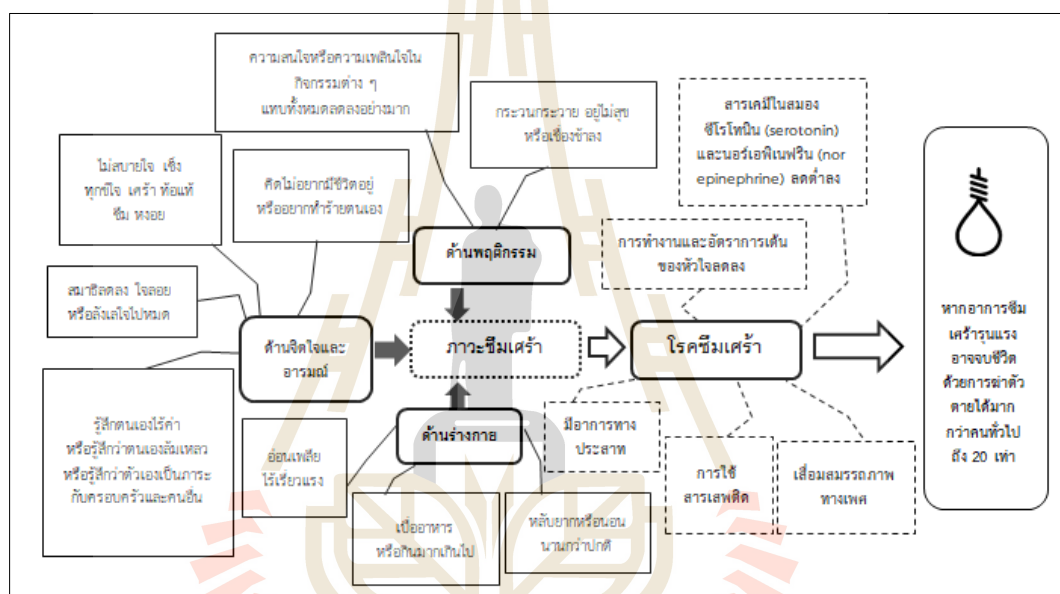 ความสนใจหรือความเพลินใจใน
กิจกรรมต่าง ๆ
แทบทั้งหมดลดลงอย่างมาก
กระวนกระวาย อยู่ไม่สุข
หรือเชื่องช้าลง
สารเคมีในสมอง
ซีโรโทนิน (serotonin)
และนอร์เอพิเนฟริน (nor
epinephrine) ลดต่ำลง
ไม่สบายใจ เซ็ง
ทุกข์ใจ เศร้า ท้อแท้
ซึม หงอย
คิดไม่อยากมีชีวิตอยู่
หรืออยากทำร้ายตนเอง
ด้านพฤติกรรม
การทำงานและอัตราการเต้น
ของหัวใจลดลง
สมาธิลดลง ใจลอย
หรือลังเลใจไปหมด
ด้านจิตใจและ
อารมณ์
ภาวะซึมเศร้า
โรคซึมเศร้า
หากอาการซึม
เศร้ารุนแรง
อาจจบชีวิต
ด้วยการฆ่าตัว
ตายได้มาก
กว่าคนทั่วไป
ถึง 20 เท่า
รู้สึกตนเองไร้ค่า
หรือรู้สึกว่าตนเองล้มเหลว
หรือรู้สึกว่าตัวเองเป็นภาระ
กับครอบครัวและคนอื่น
อ่อนเพลีย
ไร้เรี่ยวแรง
ด้านร่างกาย
มีอาการทาง
ประสาท
การใช้
สารเสพติด
เสื่อมสมรรถภาพ
ทางเพศ
เบื่ออาหาร
หรือกินมากเกินไป
หลับยากหรือนอน
นานกว่าปกติ